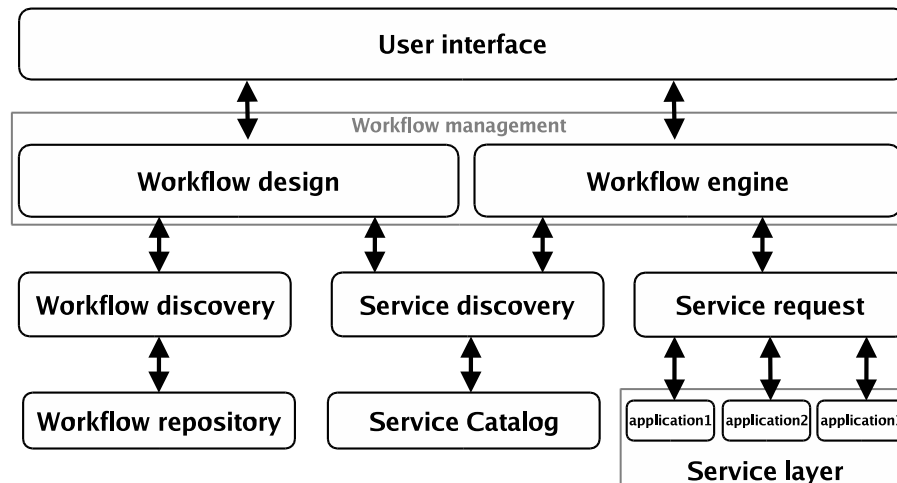 User interface
Workflow management
Workflow design
Workflow engine
Workflow discovery
Service discovery
Service request
Workflow repository
Service Catalog
application1
application2
Service layer